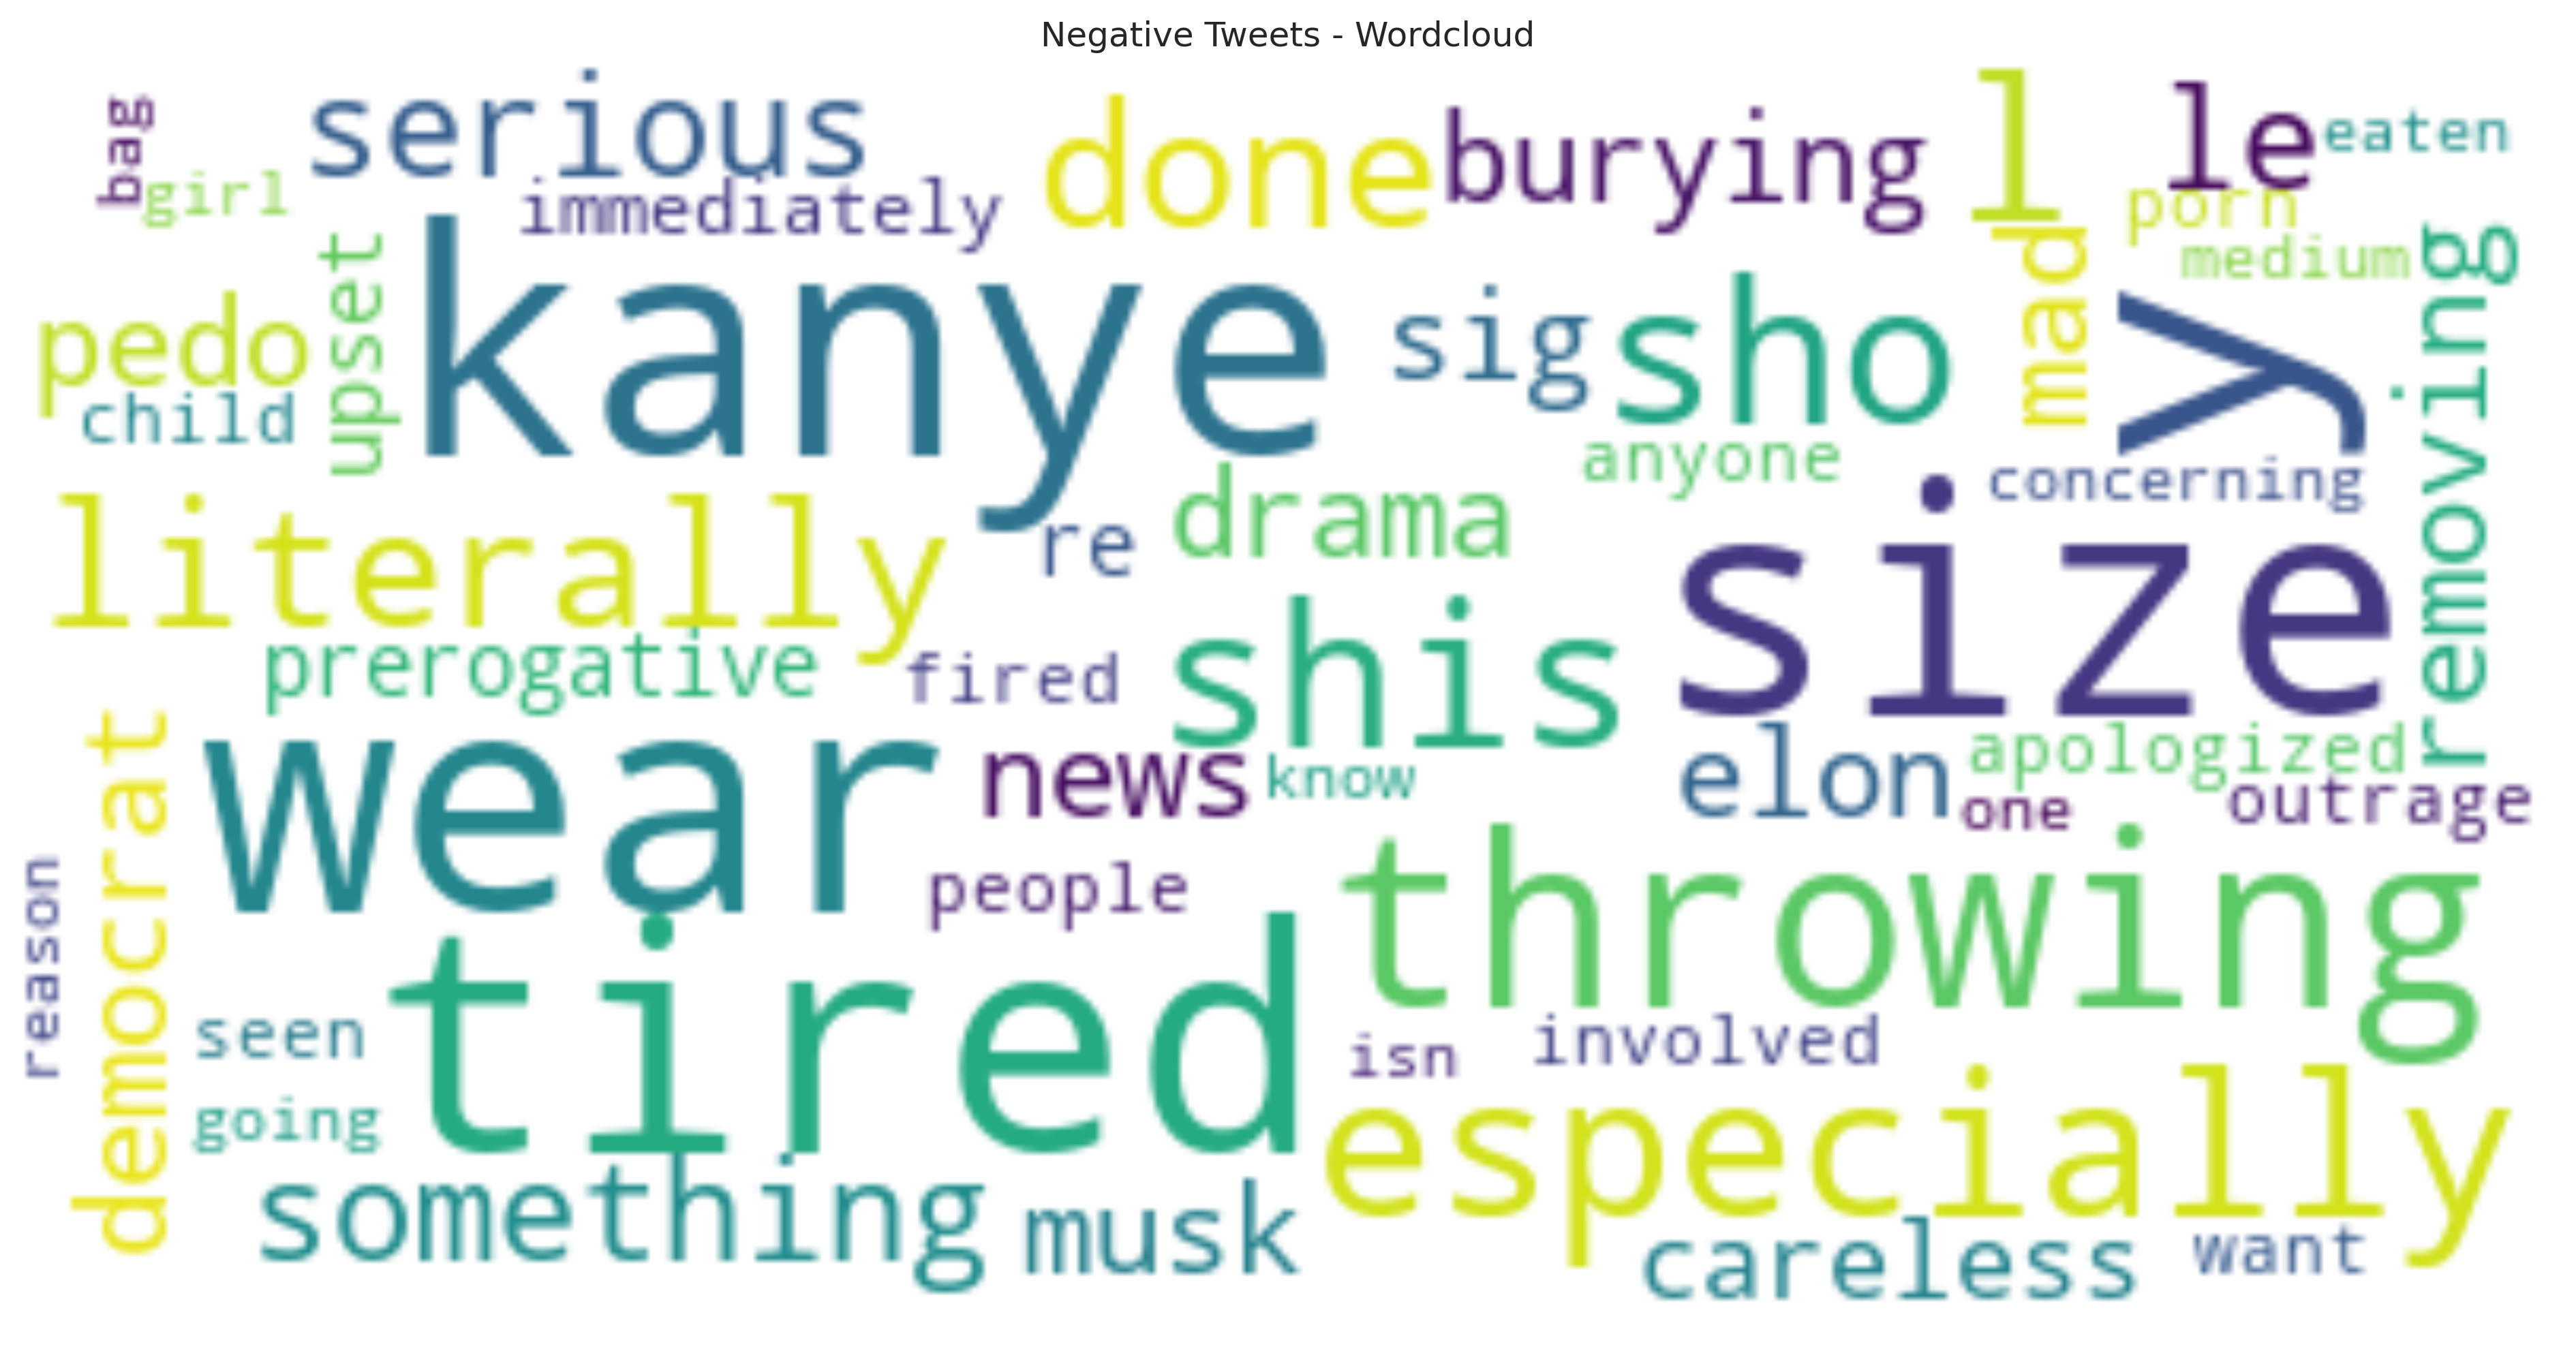 Negative Tweets - Wordcloud
bag
serious
done
burying
l
le
eaten
girl
immediately
porn
medium
mad
upset
kanye
pedo
child
sig
sho
y
removing
anyone
concerning
literally
re
drama
size
prerogative
fired
shis
democrat
wear
news
know
elon
apologized
one
outrage
people
throwing
reason
seen
tired
isn
involved
going
especially
something
musk
careless
want